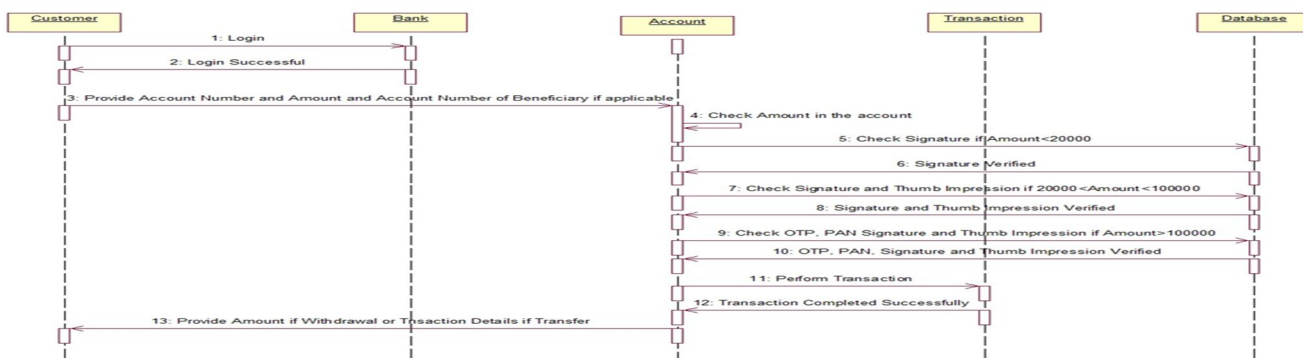 Customer
Bank
Account
Transaction
Database
1: Login
2: Login Successful
3: Provide Account Number and Amount and Account Number of Beneficiary if applicable
4: Check Amount in the account
5: Check Signature if Amount<20000
6: Signature Verified
7: Check Signature and Thumb Impression if 20000<Amount<100000
8: Signature and Thumb Impression Verified
9: Check OTP, PAN Signature and Thumb Impression if Amount>100000
10: OTP, PAN, Signature and Thumb Impression Verified
11: Perform Transaction
12: Transaction Completed Successfully
13: Provide Amount if Withdrawal or Trnsaction Details if Transfer